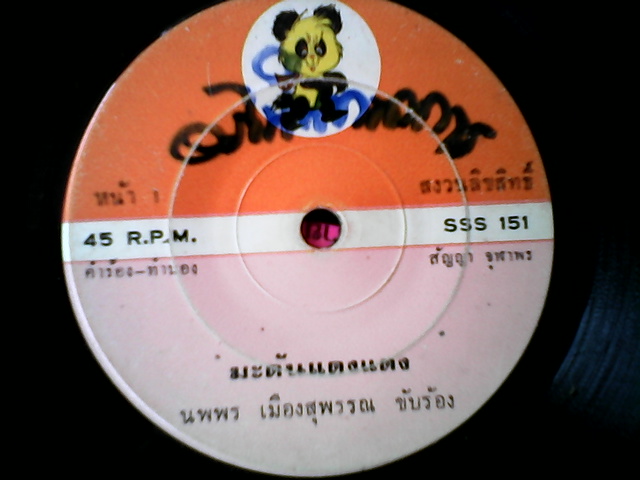 หน้า 1
สงวนลิขสิทธิ์
45 R.P.M.
SSS 151
คำร้อง-ทำนอง
สัญญา จุฬาพร
มะดันแตงแตง
นพพร เมืองสุพรรณ ขับร้อง